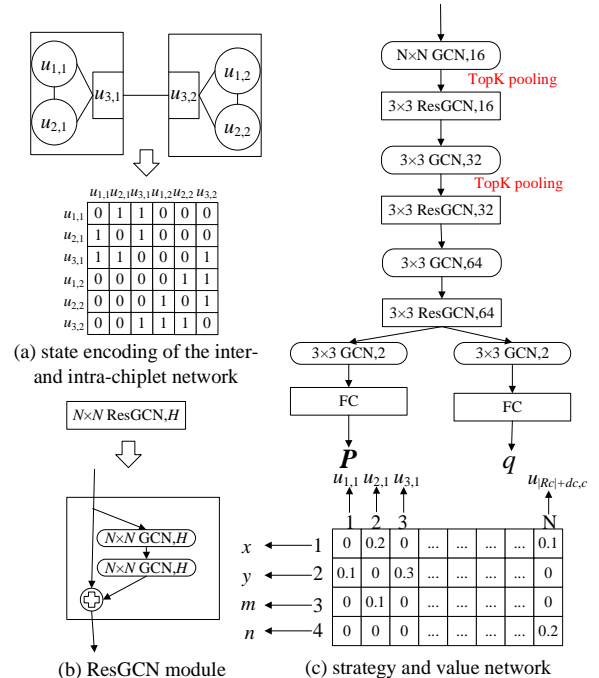 u1,1
u2,1
u3,1
u3,2
u1,2
u2,2
u1,1 u2,1 u3,1 u1,2 u2,2 u3,2
u1,1 0 1 1 0 0 0
u2,1 1 0 1 0 0 0
u3,1 1 1 0 0 0 1
u1,2 0 0 0 0 1 1
u2,2 0 0 0 1 0 1
u3,2 0 0 1 1 1 0
(a) state encoding of the inter-
and intra-chiplet network
N×N ResGCN,H
N×N GCN,H
N×N GCN,H
(b) ResGCN module
N×N GCN,16
TopK pooling
3×3 ResGCN,16
3×3 GCN,32
TopK pooling
3×3 ResGCN,32
3×3 GCN,64
3×3 ResGCN,64
3×3 GCN,2
3×3 GCN,2
FC
FC
P
q
u1,1 u2,1 u3,1 u|Rc|+dc,c
1 2 3 N
x 1 0 0.2 0 ... ... ... ... 0.1
y 2 0.1 0 0.3 ... ... ... ... 0
m 3 0 0.1 0 ... ... ... ... 0
n 4 0 0 0 ... ... ... ... 0.2
(c) strategy and value network